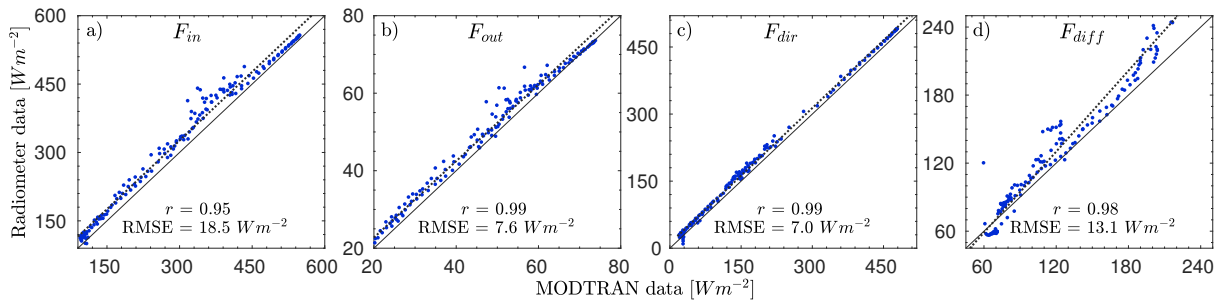 Radiometer data [Wm⁻²]
a) F_in
600
450
300
150
150 300 450 600
r = 0.95
RMSE = 18.5 Wm⁻²
b) F_out
80
60
40
20
20 40 60 80
r = 0.99
RMSE = 7.6 Wm⁻²
c) F_dir
450
300
150
0
0 150 300 450
r = 0.99
RMSE = 7.0 Wm⁻²
d) F_diff
240
180
120
60
60 120 180 240
r = 0.98
RMSE = 13.1 Wm⁻²
MODTRAN data [Wm⁻²]